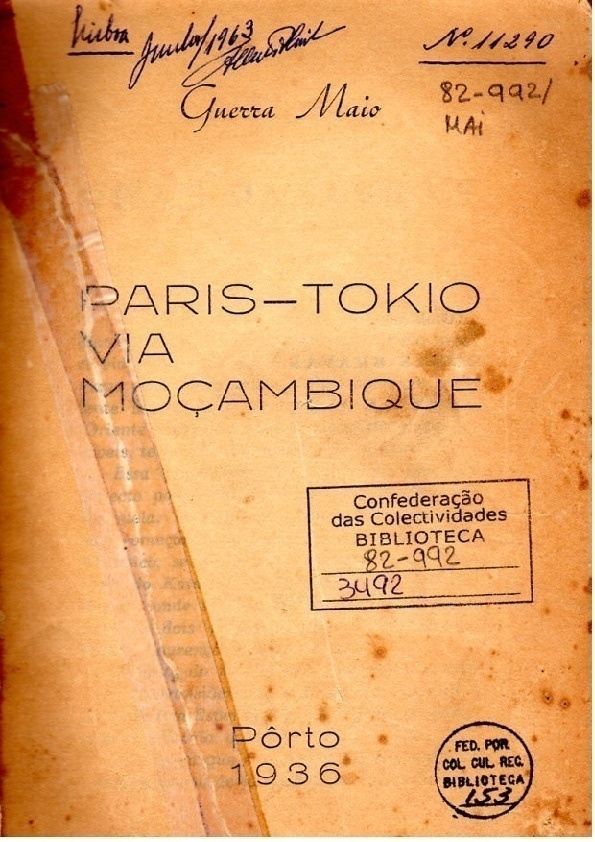 Lisboa
Junho/1963
Nº 11290
Guerra Maio
82-992/
MAi
PARIS—TOKIO
VIA
MOÇAMBIQUE
Confederação
das Colectividades
BIBLIOTECA
82-992
3492
Pôrto
1936
FED. POR.
COL. CUL. REC.
BIBLIOTECA
153